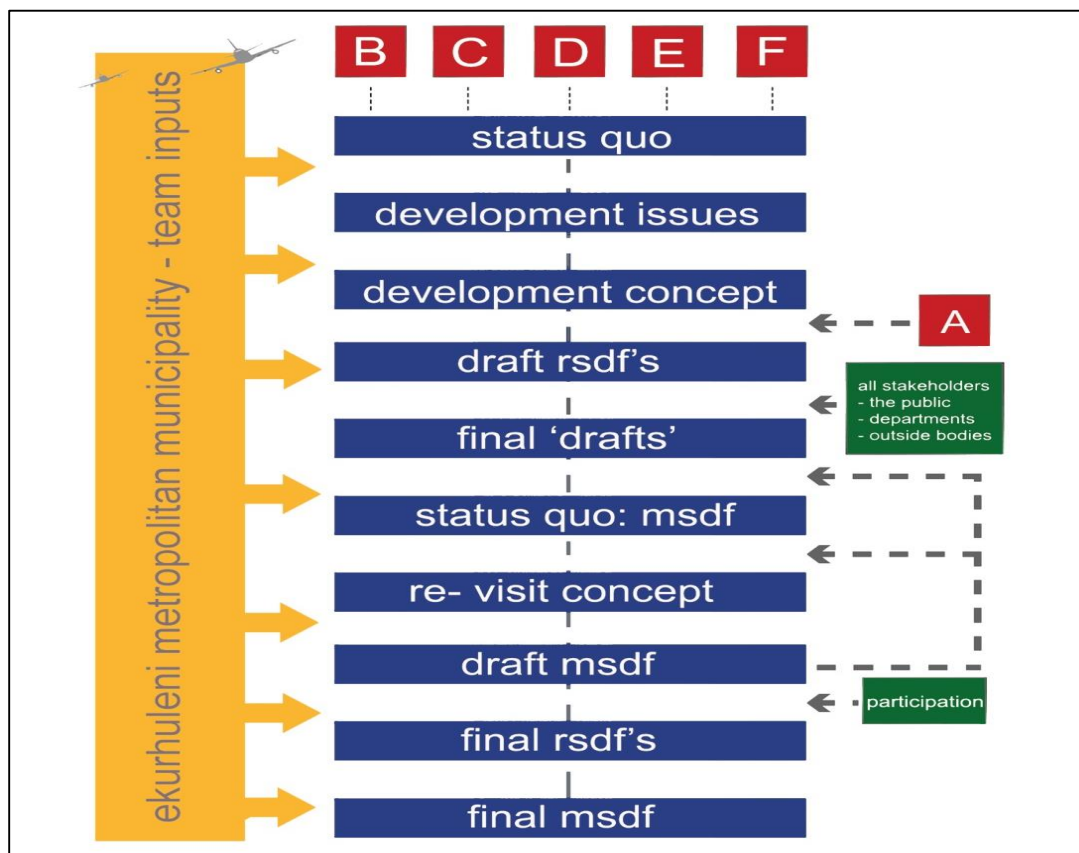 ekurhuleni metropolitan municipality - team inputs
B C D E F
status quo
development issues
development concept
A
draft rsdf's
all stakeholders
- the public
- departments
- outside bodies
final ‘drafts’
status quo: msdf
re- visit concept
draft msdf
participation
final rsdf's
final msdf